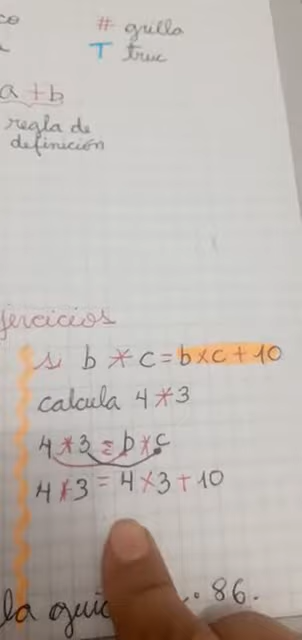 # grilla
T truc
a + b
regla de
definición
ercicios
si b * c = b x c + 10
calcula 4 * 3
4 * 3 = b * c
4 * 3 = 4 x 3 + 10
la 86.